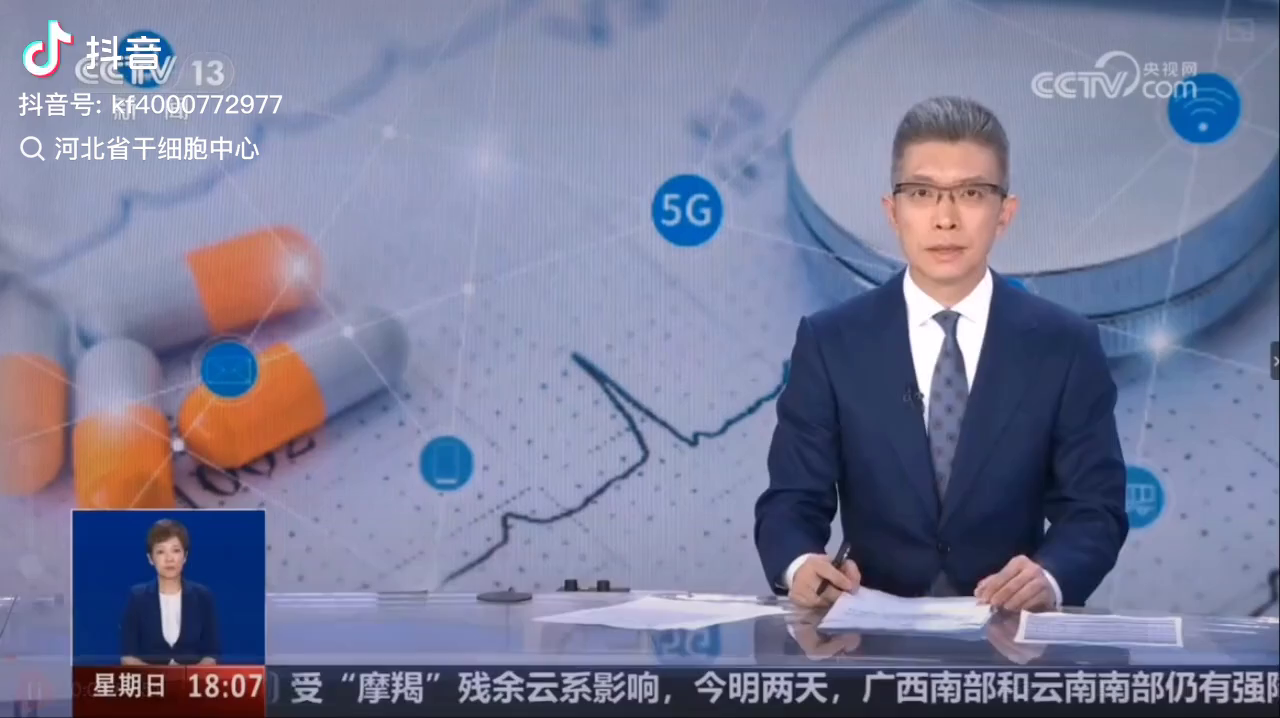 抖音
CCTV 13
新闻
抖音号: kf4000772977
河北省干细胞中心
央视网
CCTV com
5G
星期日 18:07
受“摩羯”残余云系影响，今明两天，广西南部和云南南部仍有强